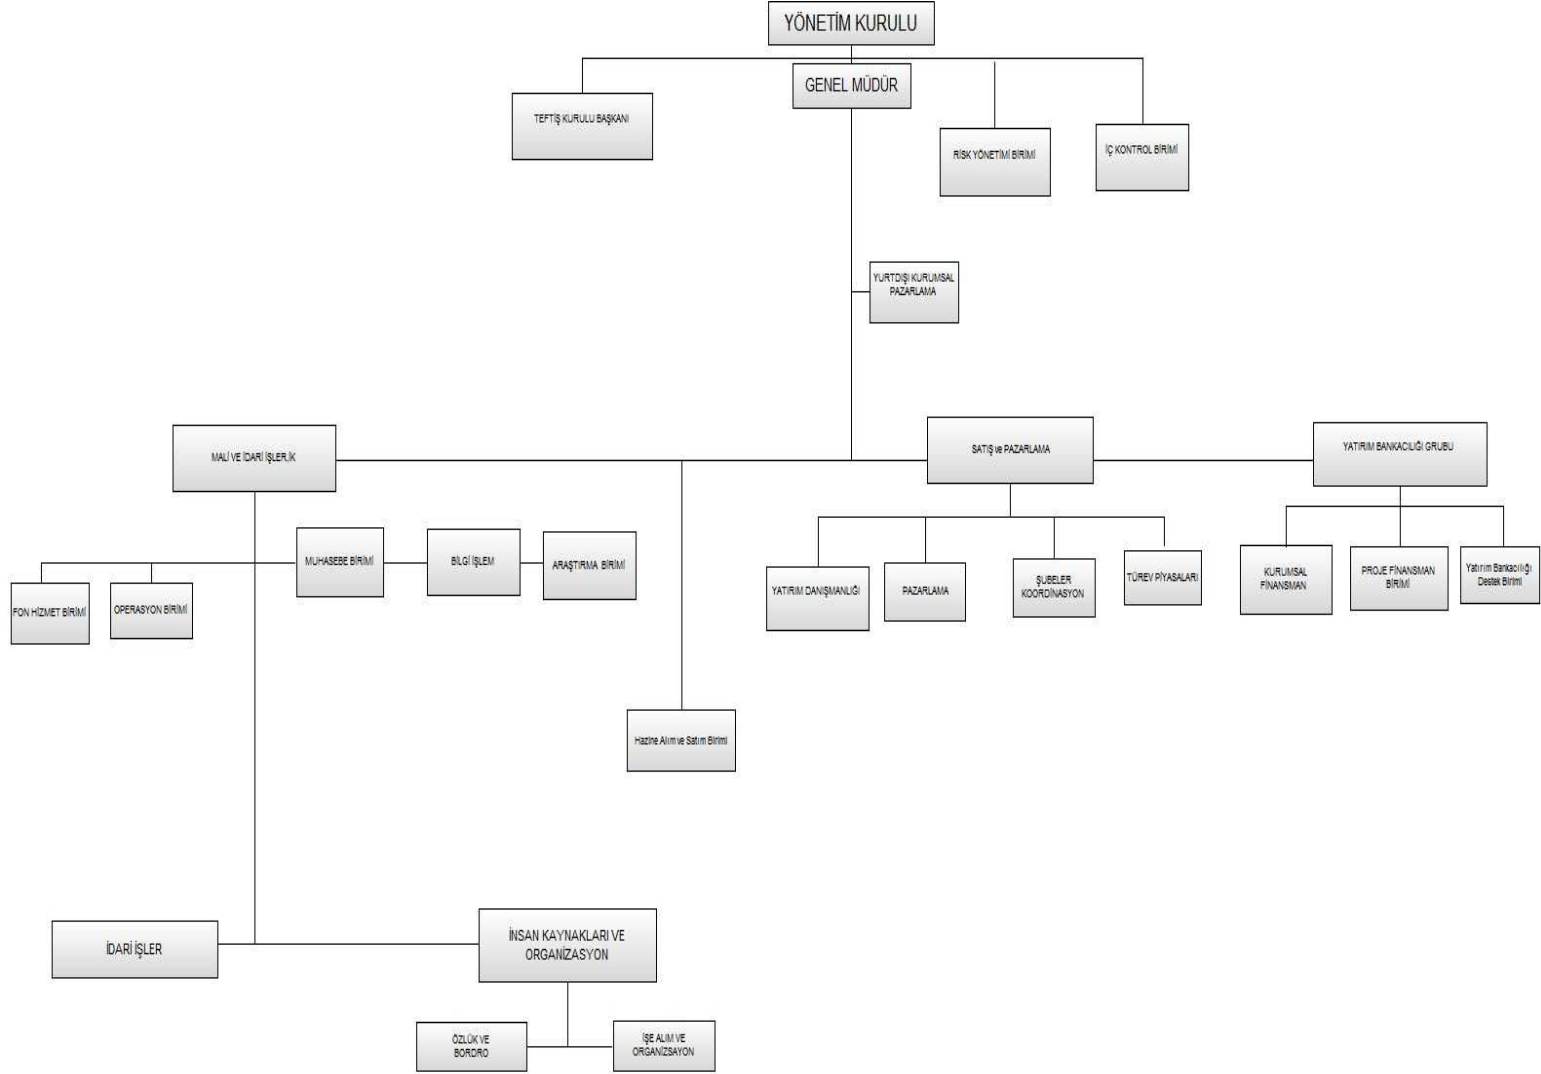 YÖNETİM KURULU
GENEL MÜDÜR
TEFTİŞ KURULU BAŞKANI
RİSK YÖNETİMİ BİRİMİ
İÇ KONTROL BİRİMİ
YURTDIŞI KURUMSAL
PAZARLAMA
MALİ VE İDARİ İŞLER,İK
SATIŞ ve PAZARLAMA
YATIRIM BANKACILIĞI GRUBU
MUHASEBE BİRİMİ
BİLGİ İŞLEM
ARAŞTIRMA BİRİMİ
FON HİZMET BİRİMİ
OPERASYON BİRİMİ
YATIRIM DANIŞMANLIĞI
PAZARLAMA
ŞUBELER
KOORDİNASYON
TÜREV PİYASALARI
KURUMSAL
FİNANSMAN
PROJE FİNANSMAN
BİRİMİ
Yatırım Bankacılığı
Destek Birimi
Hazine Alım ve Satım Birimi
İDARİ İŞLER
İNSAN KAYNAKLARI VE
ORGANİZASYON
ÖZLÜK VE
BORDRO
İŞE ALIM VE
ORGANİZSAYON